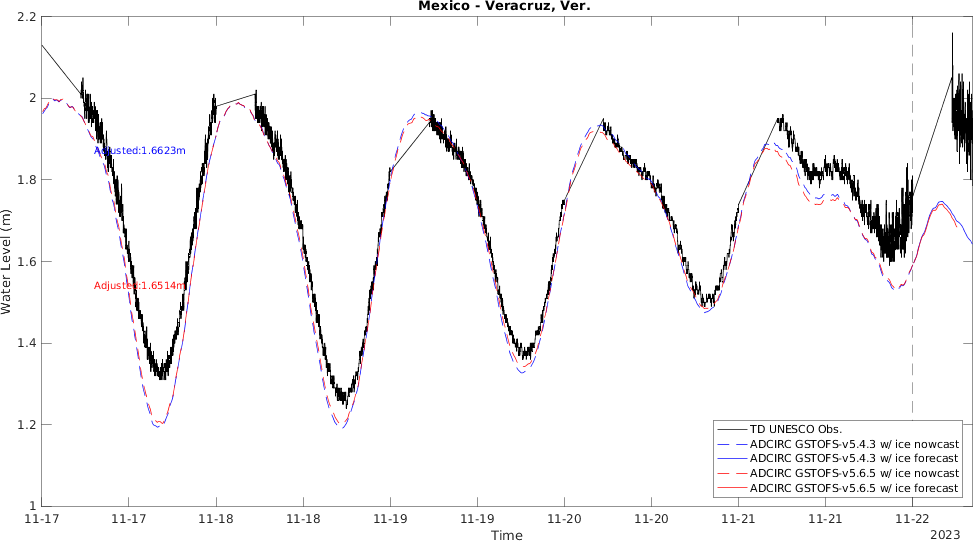 Mexico - Veracruz, Ver.
2.2
2
1.8
1.6
1.4
1.2
1
Water Level (m)
Adjusted:1.6623m
Adjusted:1.6514m
TD UNESCO Obs.
ADCIRC GSTOFS-v5.4.3 w/ ice nowcast
ADCIRC GSTOFS-v5.4.3 w/ ice forecast
ADCIRC GSTOFS-v5.6.5 w/ ice nowcast
ADCIRC GSTOFS-v5.6.5 w/ ice forecast
11-17 11-17 11-18 11-18 11-19 11-19 11-20 11-20 11-21 11-21 11-22
Time
2023